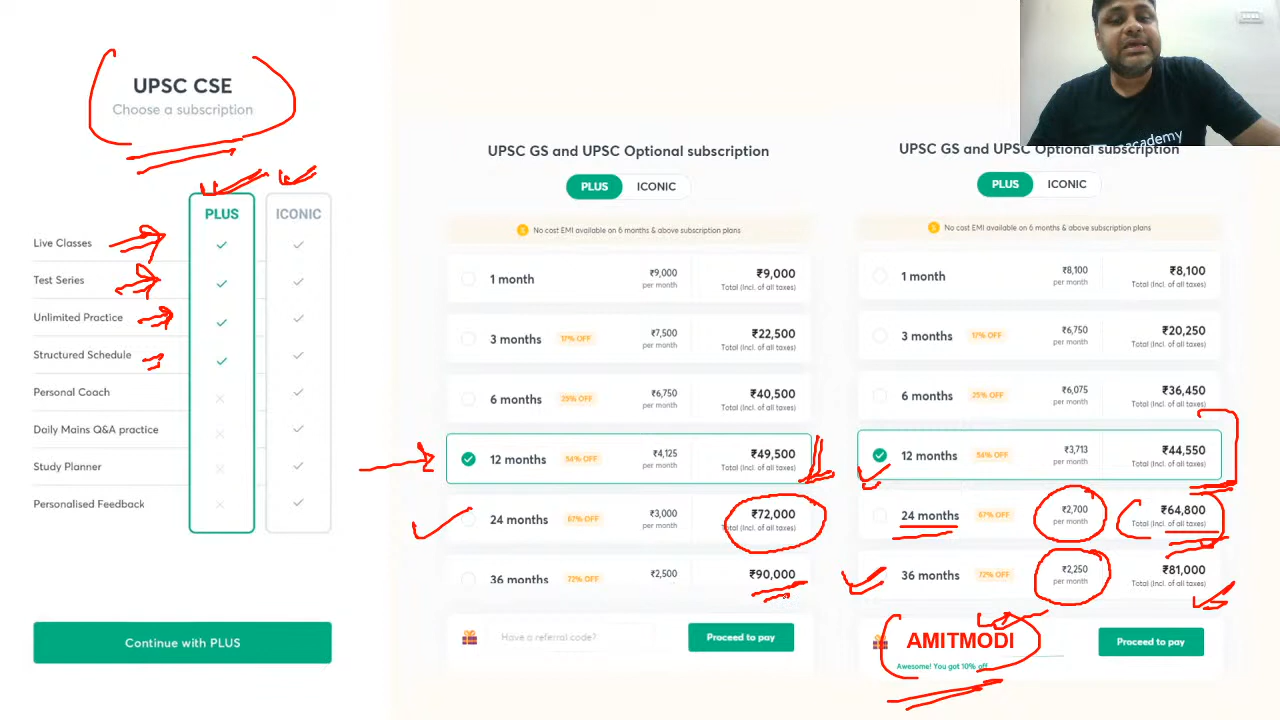 UPSC CSE
Choose a subscription
PLUS ICONIC
Live Classes
Test Series
Unlimited Practice
Structured Schedule
Personal Coach
Daily Mains Q&A practice
Study Planner
Personalised Feedback
Continue with PLUS
UPSC GS and UPSC Optional subscription
PLUS ICONIC
No cost EMI available on 6 months & above subscription plans
1 month ₹9,000 ₹9,000
per month Total (Incl. of all taxes)
3 months 17% OFF ₹7,500 ₹22,500
per month Total (Incl. of all taxes)
6 months 25% OFF ₹6,750 ₹40,500
per month Total (Incl. of all taxes)
12 months 54% OFF ₹4,125 ₹49,500
per month Total (Incl. of all taxes)
24 months 67% OFF ₹3,000 ₹72,000
per month Total (Incl. of all taxes)
36 months 72% OFF ₹2,500 ₹90,000
Have a referral code? Proceed to pay
academy
UPSC GS and UPSC Optional subscription
PLUS ICONIC
No cost EMI available on 6 months & above subscription plans
1 month ₹8,100 ₹8,100
per month Total (Incl. of all taxes)
3 months 17% OFF ₹6,750 ₹20,250
per month Total (Incl. of all taxes)
6 months 25% OFF ₹6,075 ₹36,450
per month Total (Incl. of all taxes)
12 months 54% OFF ₹3,713 ₹44,550
per month Total (Incl. of all taxes)
24 months 67% OFF ₹2,700 ₹64,800
per month Total (Incl. of all taxes)
36 months 72% OFF ₹2,250 ₹81,000
per month Total (Incl. of all taxes)
AMITMODI Proceed to pay
Awesome! You got 10% off